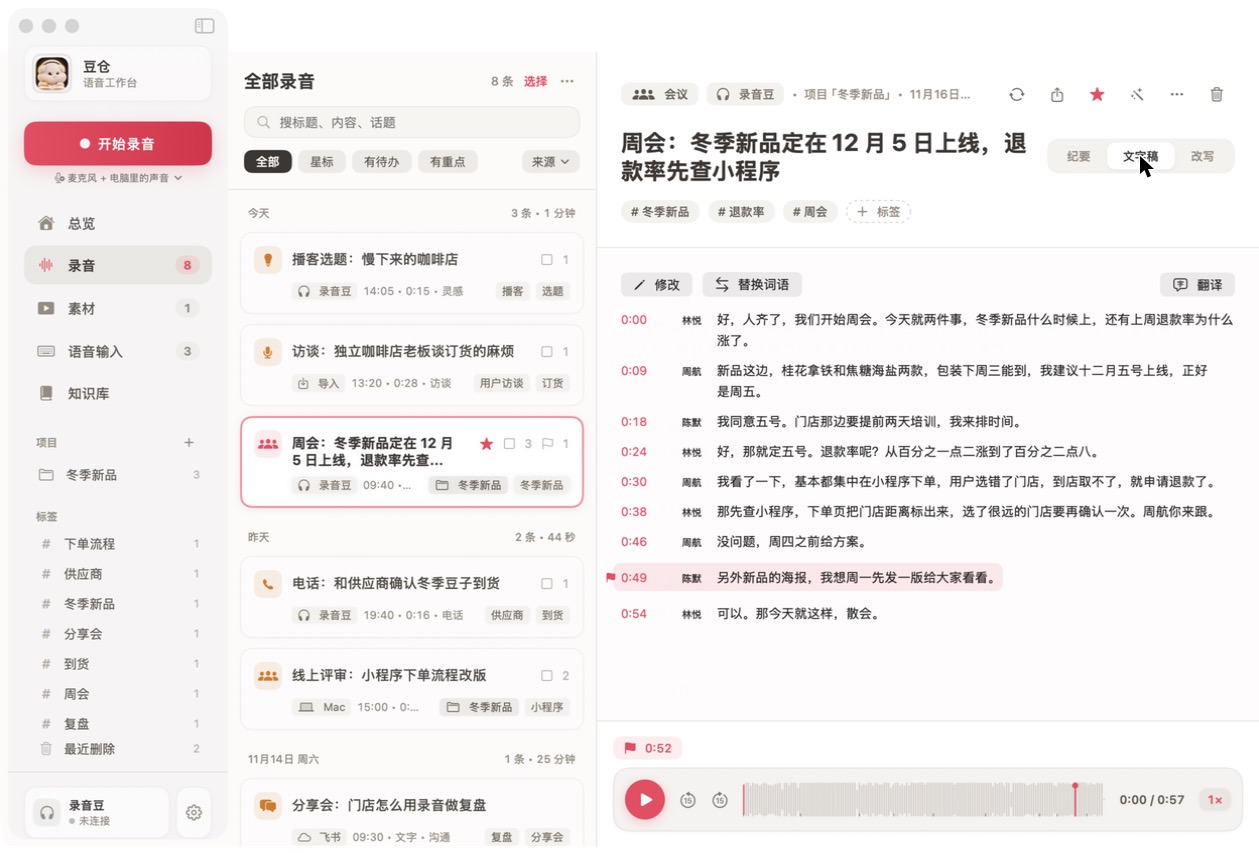 豆仓
语音工作台
开始录音
麦克风 + 电脑里的声音
总览
录音 8
素材 1
语音输入 3
知识库
项目 +
冬季新品 3
标签
# 下单流程 1
# 供应商 1
# 冬季新品 1
# 分享会 1
# 到货 1
# 周会 1
# 复盘 1
最近删除 2
录音豆
未连接
全部录音 8 条 选择 ···
搜标题、内容、话题
全部 星标 有待办 有重点 来源
今天 3 条 • 1 分钟
播客选题：慢下来的咖啡店 1
录音豆 14:05 • 0:15 • 灵感 播客 选题
访谈：独立咖啡店老板谈订货的麻烦 1
导入 13:20 • 0:28 • 访谈 用户访谈 订货
周会：冬季新品定在 12 月 3 1
5 日上线，退款率先查...
录音豆 09:40 •... 冬季新品 冬季新品
昨天 2 条 • 44 秒
电话：和供应商确认冬季豆子到货 1
录音豆 19:40 • 0:16 • 电话 供应商 到货
线上评审：小程序下单流程改版 2
Mac 15:00 • 0:... 冬季新品 小程序
11月14日 周六 1 条 • 25 分钟
分享会：门店怎么用录音做复盘
飞书 09:30 • 文字 • 沟通 复盘 分享会
会议 录音豆 • 项目「冬季新品」 • 11月16日... ···
周会：冬季新品定在 12 月 5 日上线，退
款率先查小程序
纪要 文字稿 改写
# 冬季新品 # 退款率 # 周会 + 标签
修改 替换词语 翻译
0:00 林悦 好，人齐了，我们开始周会。今天就两件事，冬季新品什么时候上，还有上周退款率为什么
涨了。
0:09 周航 新品这边，桂花拿铁和焦糖海盐两款，包装下周三能到，我建议十二月五号上线，正好
是周五。
0:18 陈默 我同意五号。门店那边要提前两天培训，我来排时间。
0:24 林悦 好，那就定五号。退款率呢？从百分之一点二涨到了百分之二点八。
0:30 周航 我看了一下，基本都集中在小程序下单，用户选错了门店，到店取不了，就申请退款了。
0:38 林悦 那先查小程序，下单页把门店距离标出来，选了很远的门店要再确认一次。周航你来跟。
0:46 周航 没问题，周四之前给方案。
0:49 陈默 另外新品的海报，我想周一先发一版给大家看看。
0:54 林悦 可以。那今天就这样，散会。
0:52
15 15 0:00 / 0:57 1×